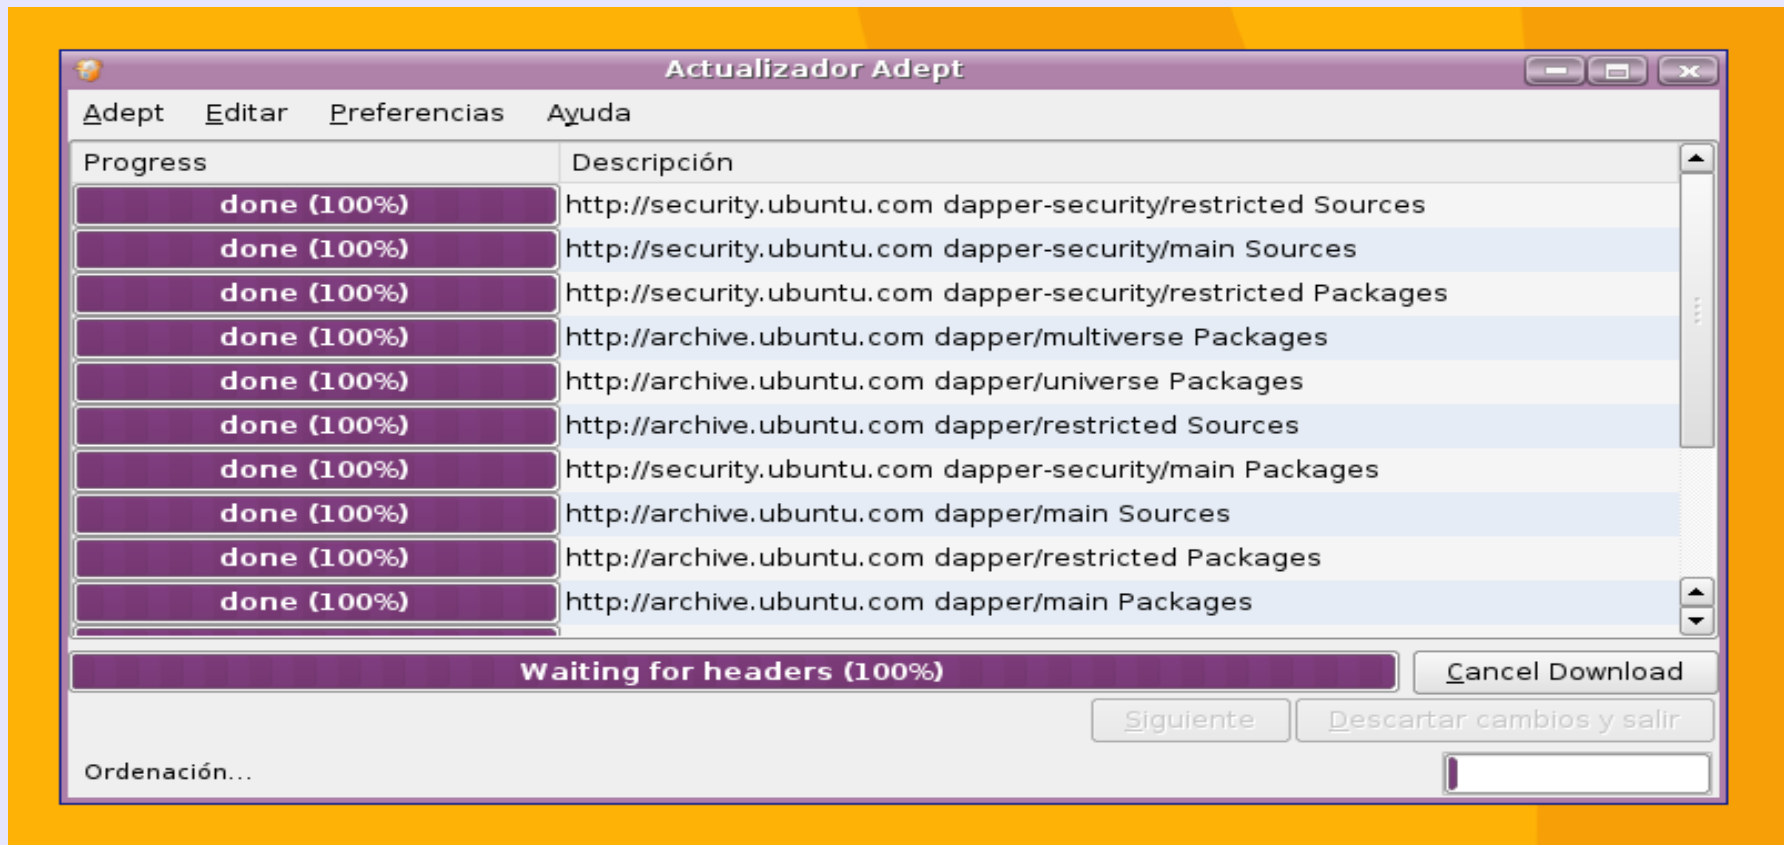 Actualizador Adept
Adept Editar Preferencias Ayuda
Progress Descripción
done (100%) http://security.ubuntu.com dapper-security/restricted Sources
done (100%) http://security.ubuntu.com dapper-security/main Sources
done (100%) http://security.ubuntu.com dapper-security/restricted Packages
done (100%) http://archive.ubuntu.com dapper/multiverse Packages
done (100%) http://archive.ubuntu.com dapper/universe Packages
done (100%) http://archive.ubuntu.com dapper/restricted Sources
done (100%) http://security.ubuntu.com dapper-security/main Packages
done (100%) http://archive.ubuntu.com dapper/main Sources
done (100%) http://archive.ubuntu.com dapper/restricted Packages
done (100%) http://archive.ubuntu.com dapper/main Packages
Waiting for headers (100%) Cancel Download
Siguiente Descartar cambios y salir
Ordenación...